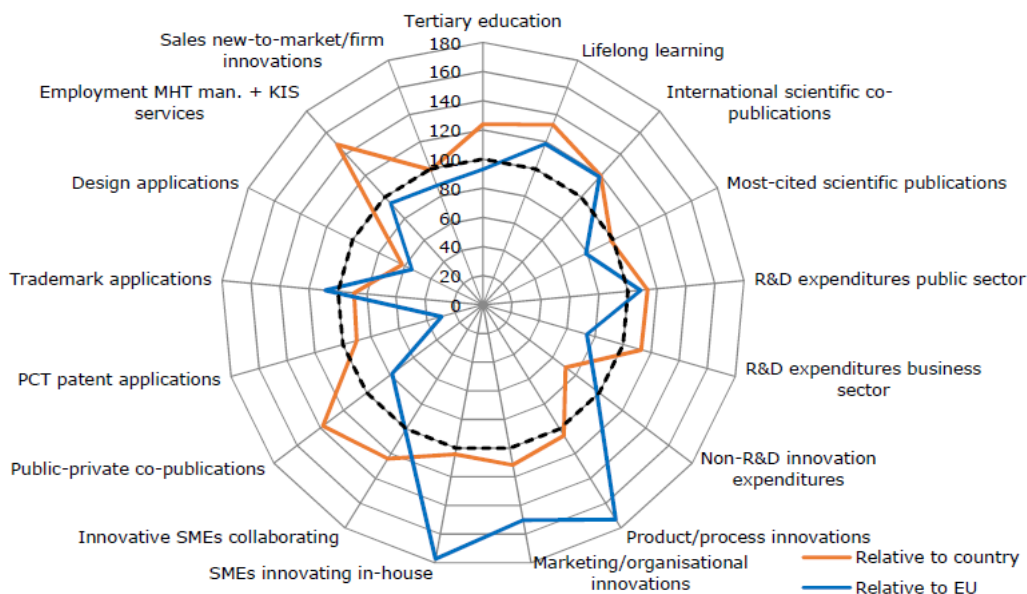 Tertiary education
Sales new-to-market/firm
innovations
Lifelong learning
Employment MHT man. + KIS
services
International scientific co-
publications
Design applications
Most-cited scientific publications
Trademark applications
R&D expenditures public sector
PCT patent applications
R&D expenditures business
sector
Public-private co-publications
Non-R&D innovation
expenditures
Innovative SMEs collaborating
Product/process innovations
SMEs innovating in-house
Marketing/organisational
innovations
180
160
140
120
100
80
60
40
20
0
Relative to country
Relative to EU